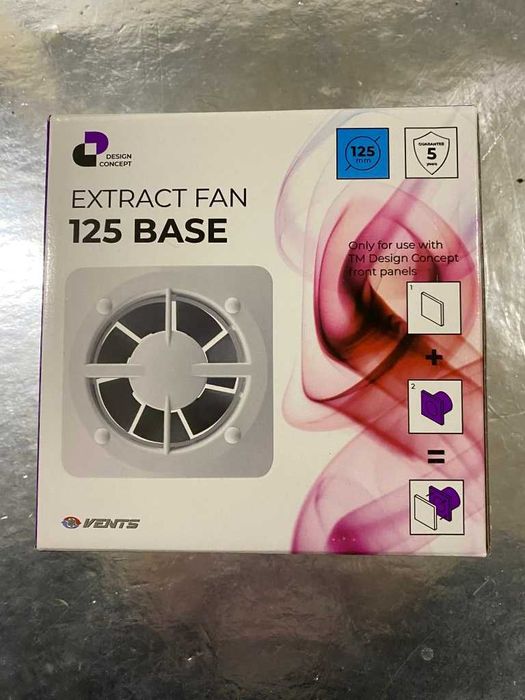 DESIGN
CONCEPT
125
mm
GUARANTEE
5
years
EXTRACT FAN
125 BASE
Only for use with
TM Design Concept
front panels
1
+
2
=
VENTS